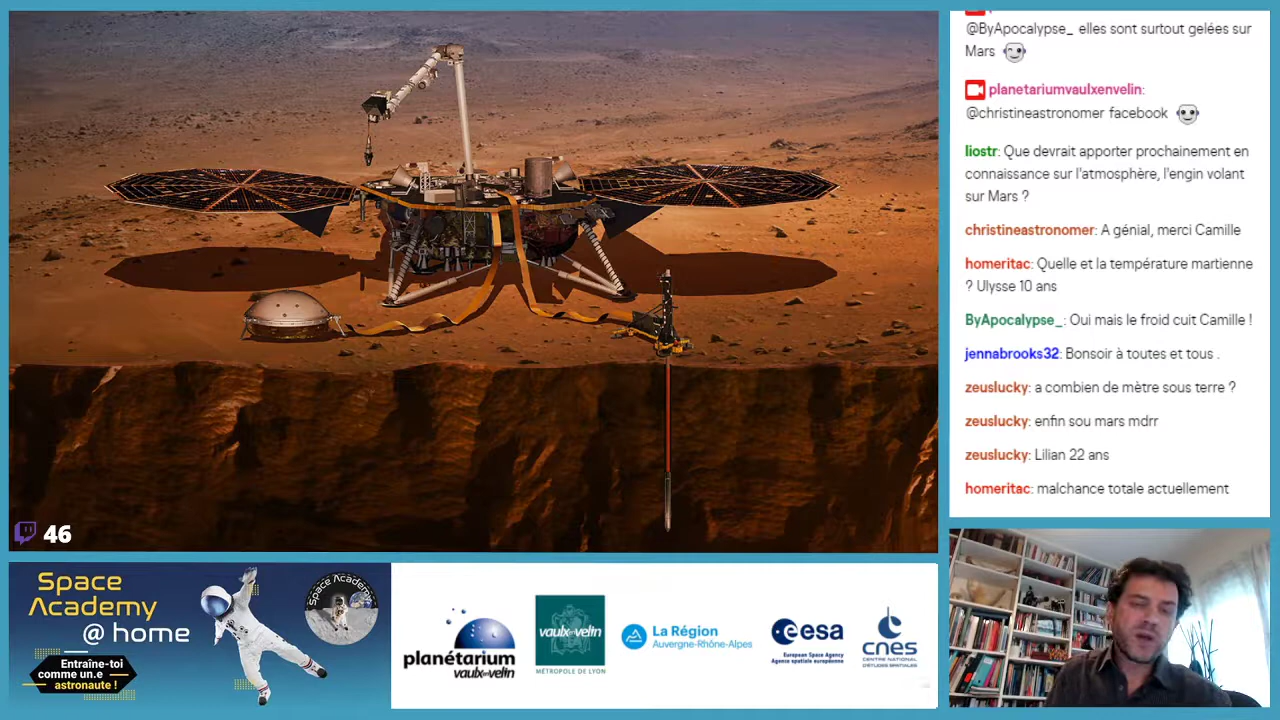 @ByApocalypse_ elles sont surtout gelées sur
Mars
planetariumvaulxenvelin:
@christineastronomer facebook
liostr: Que devrait apporter prochainement en
connaissance sur l'atmosphère, l'engin volant
sur Mars ?
christineastronomer: A génial, merci Camille
homeritac: Quelle et la température martienne
? Ulysse 10 ans
ByApocalypse_: Oui mais le froid cuit Camille !
jennabrooks32: Bonsoir à toutes et tous .
zeuslucky: a combien de mètre sous terre ?
zeuslucky: enfin sou mars mdrr
zeuslucky: Lilian 22 ans
homeritac: malchance totale actuellement
46
Space
Academy
@ home
Entraîne-toi
comme un.e
astronaute !
Space Academy
planétarium
vaulx en velin
vaulx en velin
MÉTROPOLE DE LYON
La Région
Auvergne-Rhône-Alpes
esa
European Space Agency
Agence spatiale européenne
cnes
CENTRE NATIONAL
D'ÉTUDES SPATIALES